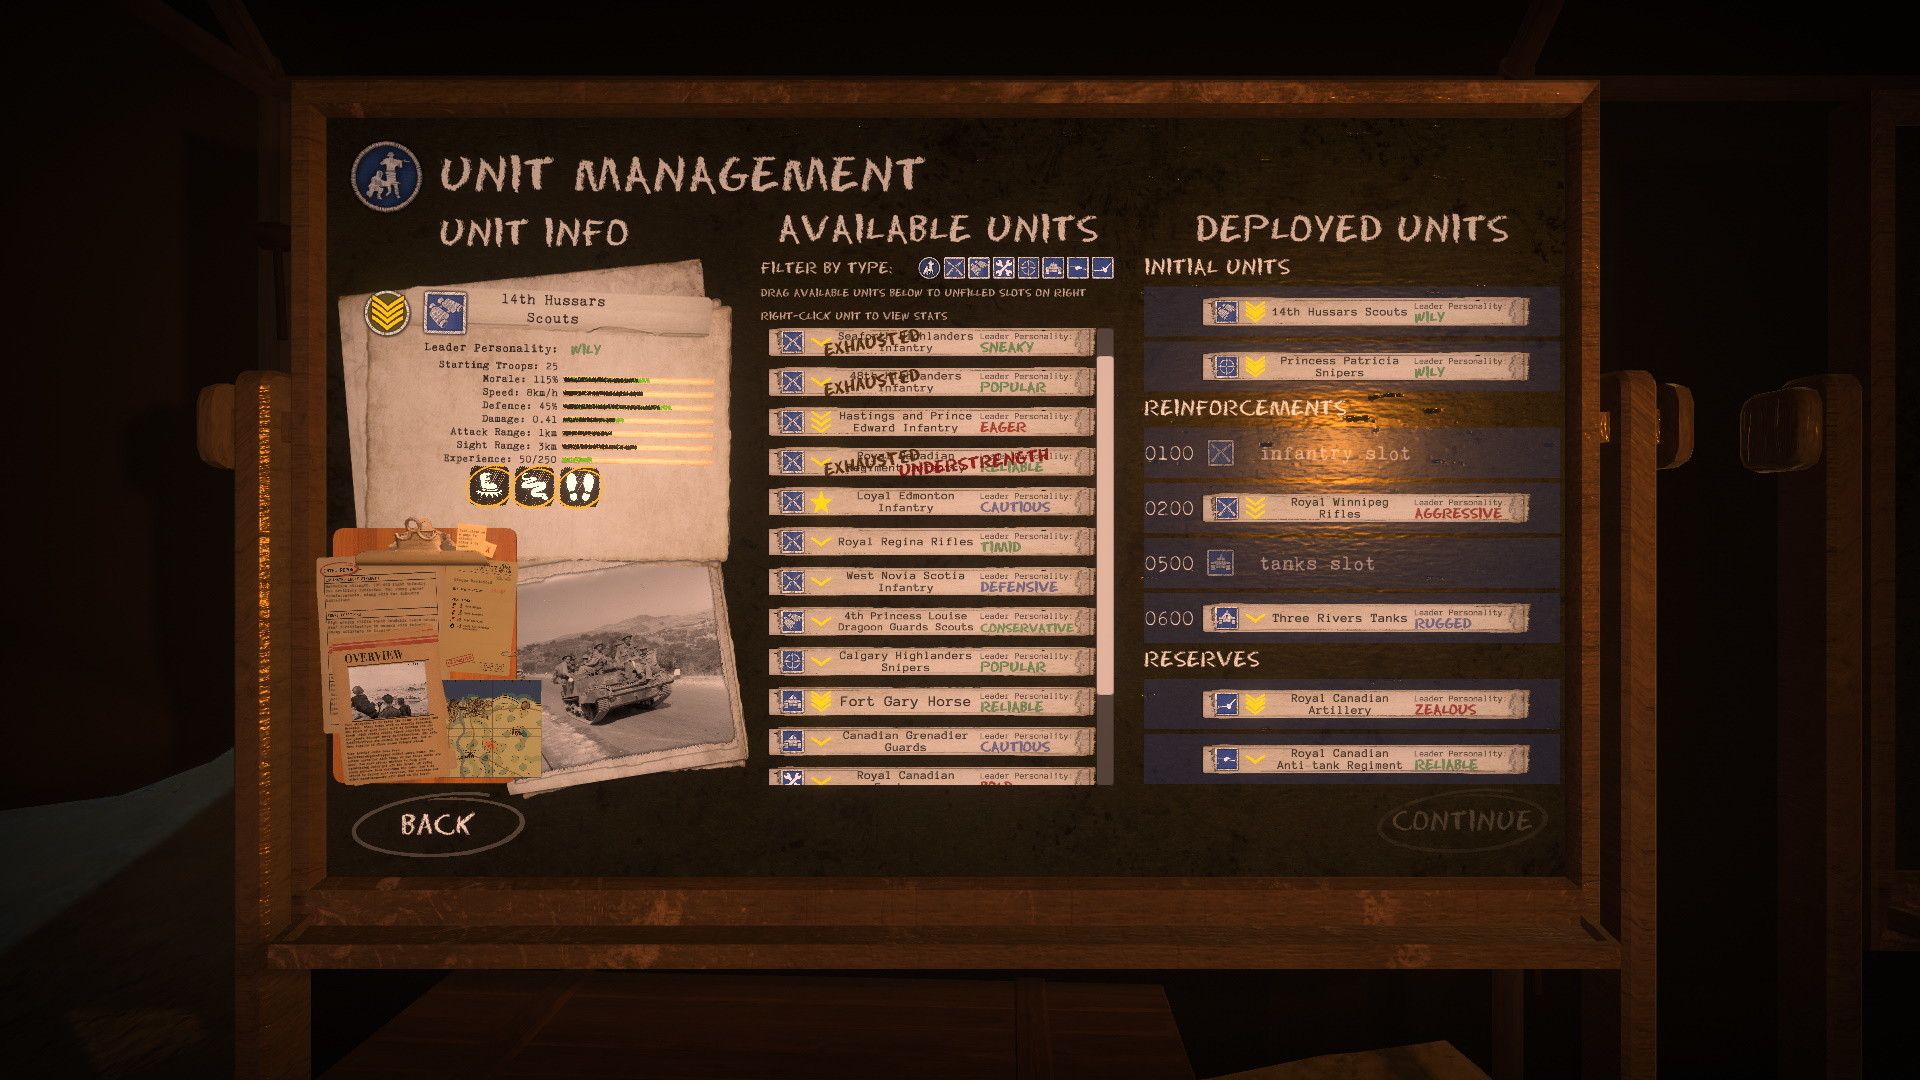 UNIT MANAGEMENT
UNIT INFO
14th Hussars
Scouts
Leader Personality: WILY
Starting Troops: 25
Morale: 115%
Speed: 8km/h
Defence: 45%
Damage: 0.41
Attack Range: 1km
Sight Range: 3km
Experience: 50/250
OVERVIEW
BACK
AVAILABLE UNITS
FILTER BY TYPE:
DRAG AVAILABLE UNITS BELOW TO UNFILLED SLOTS ON RIGHT
RIGHT-CLICK UNIT TO VIEW STATS
Seaforth Highlanders
Infantry
EXHAUSTED
Leader Personality:
SNEAKY
48th Highlanders
Infantry
EXHAUSTED
Leader Personality:
POPULAR
Hastings and Prince
Edward Infantry
Leader Personality:
EAGER
Royal Canadian
Regiment
EXHAUSTED
UNDERSTRENGTH
RELIABLE
Loyal Edmonton
Infantry
Leader Personality:
CAUTIOUS
Royal Regina Rifles
Leader Personality:
TIMID
West Novia Scotia
Infantry
Leader Personality:
DEFENSIVE
4th Princess Louise
Dragoon Guards Scouts
Leader Personality:
CONSERVATIVE
Calgary Highlanders
Snipers
Leader Personality:
POPULAR
Fort Gary Horse
Leader Personality:
RELIABLE
Canadian Grenadier
Guards
Leader Personality:
CAUTIOUS
Royal Canadian
Leader Personality:
DEPLOYED UNITS
INITIAL UNITS
14th Hussars Scouts
Leader Personality:
WILY
Princess Patricia
Snipers
Leader Personality:
WILY
REINFORCEMENTS
0100
infantry slot
0200
Royal Winnipeg
Rifles
Leader Personality:
AGGRESSIVE
0500
tanks slot
0600
Three Rivers Tanks
Leader Personality:
RUGGED
RESERVES
Royal Canadian
Artillery
Leader Personality:
ZEALOUS
Royal Canadian
Anti-tank Regiment
Leader Personality:
RELIABLE
CONTINUE